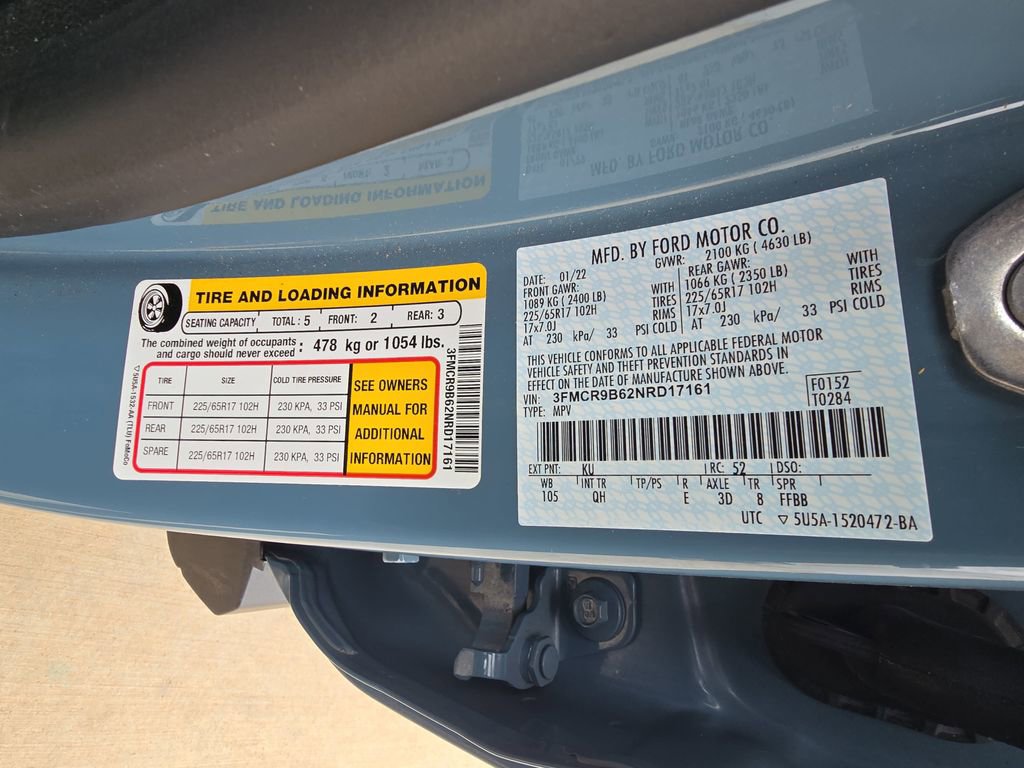 TIRE AND LOADING INFORMATION
SEATING CAPACITY TOTAL : 5 FRONT: 2 REAR: 3
The combined weight of occupants
and cargo should never exceed : 478 kg or 1054 lbs.
TIRE SIZE COLD TIRE PRESSURE
FRONT 225/65R17 102H 230 KPA, 33 PSI
REAR 225/65R17 102H 230 KPA, 33 PSI
SPARE 225/65R17 102H 230 KPA, 33 PSI
SEE OWNERS
MANUAL FOR
ADDITIONAL
INFORMATION
5U5A-1532-AA (TLU) FoMoCo
3FMCR9B62NRD17161
MFD. BY FORD MOTOR CO.
DATE: 01/22 GVWR: 2100 KG ( 4630 LB)
FRONT GAWR: WITH REAR GAWR: WITH
1089 KG (2400 LB) TIRES 1066 KG ( 2350 LB) TIRES
225/65R17 102H RIMS 225/65R17 102H RIMS
17x7.0J 17x7.0J
AT 230 kPa/ 33 PSI COLD AT 230 kPa/ 33 PSI COLD
THIS VEHICLE CONFORMS TO ALL APPLICABLE FEDERAL MOTOR
VEHICLE SAFETY AND THEFT PREVENTION STANDARDS IN
EFFECT ON THE DATE OF MANUFACTURE SHOWN ABOVE.
VIN: 3FMCR9B62NRD17161 F0152
TYPE: MPV T0284
EXT PNT: KU RC: 52 DSO:
WB INT TR TP/PS R AXLE TR SPR
105 QH E 3D 8 FFBB
UTC 5U5A-1520472-BA